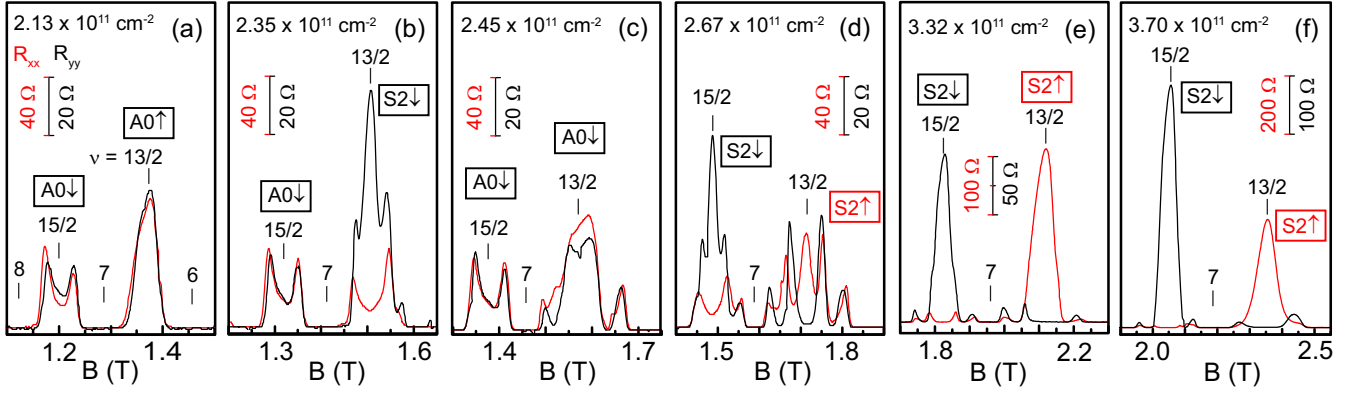 2.13 x 10¹¹ cm⁻² (a)
Rxx Ryy
40 Ω 20 Ω
A0↑
ν = 13/2
A0↓
15/2
8 7 6
1.2 1.4
B (T)
2.35 x 10¹¹ cm⁻² (b)
13/2
40 Ω 20 Ω
S2↓
A0↓
15/2
7
1.3 1.6
B (T)
2.45 x 10¹¹ cm⁻² (c)
40 Ω 20 Ω
A0↓
13/2
A0↓
15/2
7
1.4 1.7
B (T)
2.67 x 10¹¹ cm⁻² (d)
15/2
40 Ω 20 Ω
S2↓
13/2
S2↑
7
1.5 1.8
B (T)
3.32 x 10¹¹ cm⁻² (e)
S2↓ S2↑
15/2 13/2
100 Ω 50 Ω
7
1.8 2.2
B (T)
3.70 x 10¹¹ cm⁻² (f)
15/2
S2↓
200 Ω 100 Ω
13/2
S2↑
7
2.0 2.5
B (T)